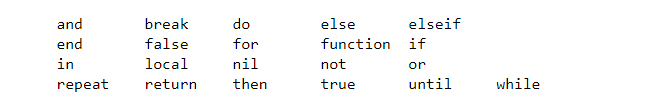 and break do else elseif
end false for function if
in local nil not or
repeat return then true until while